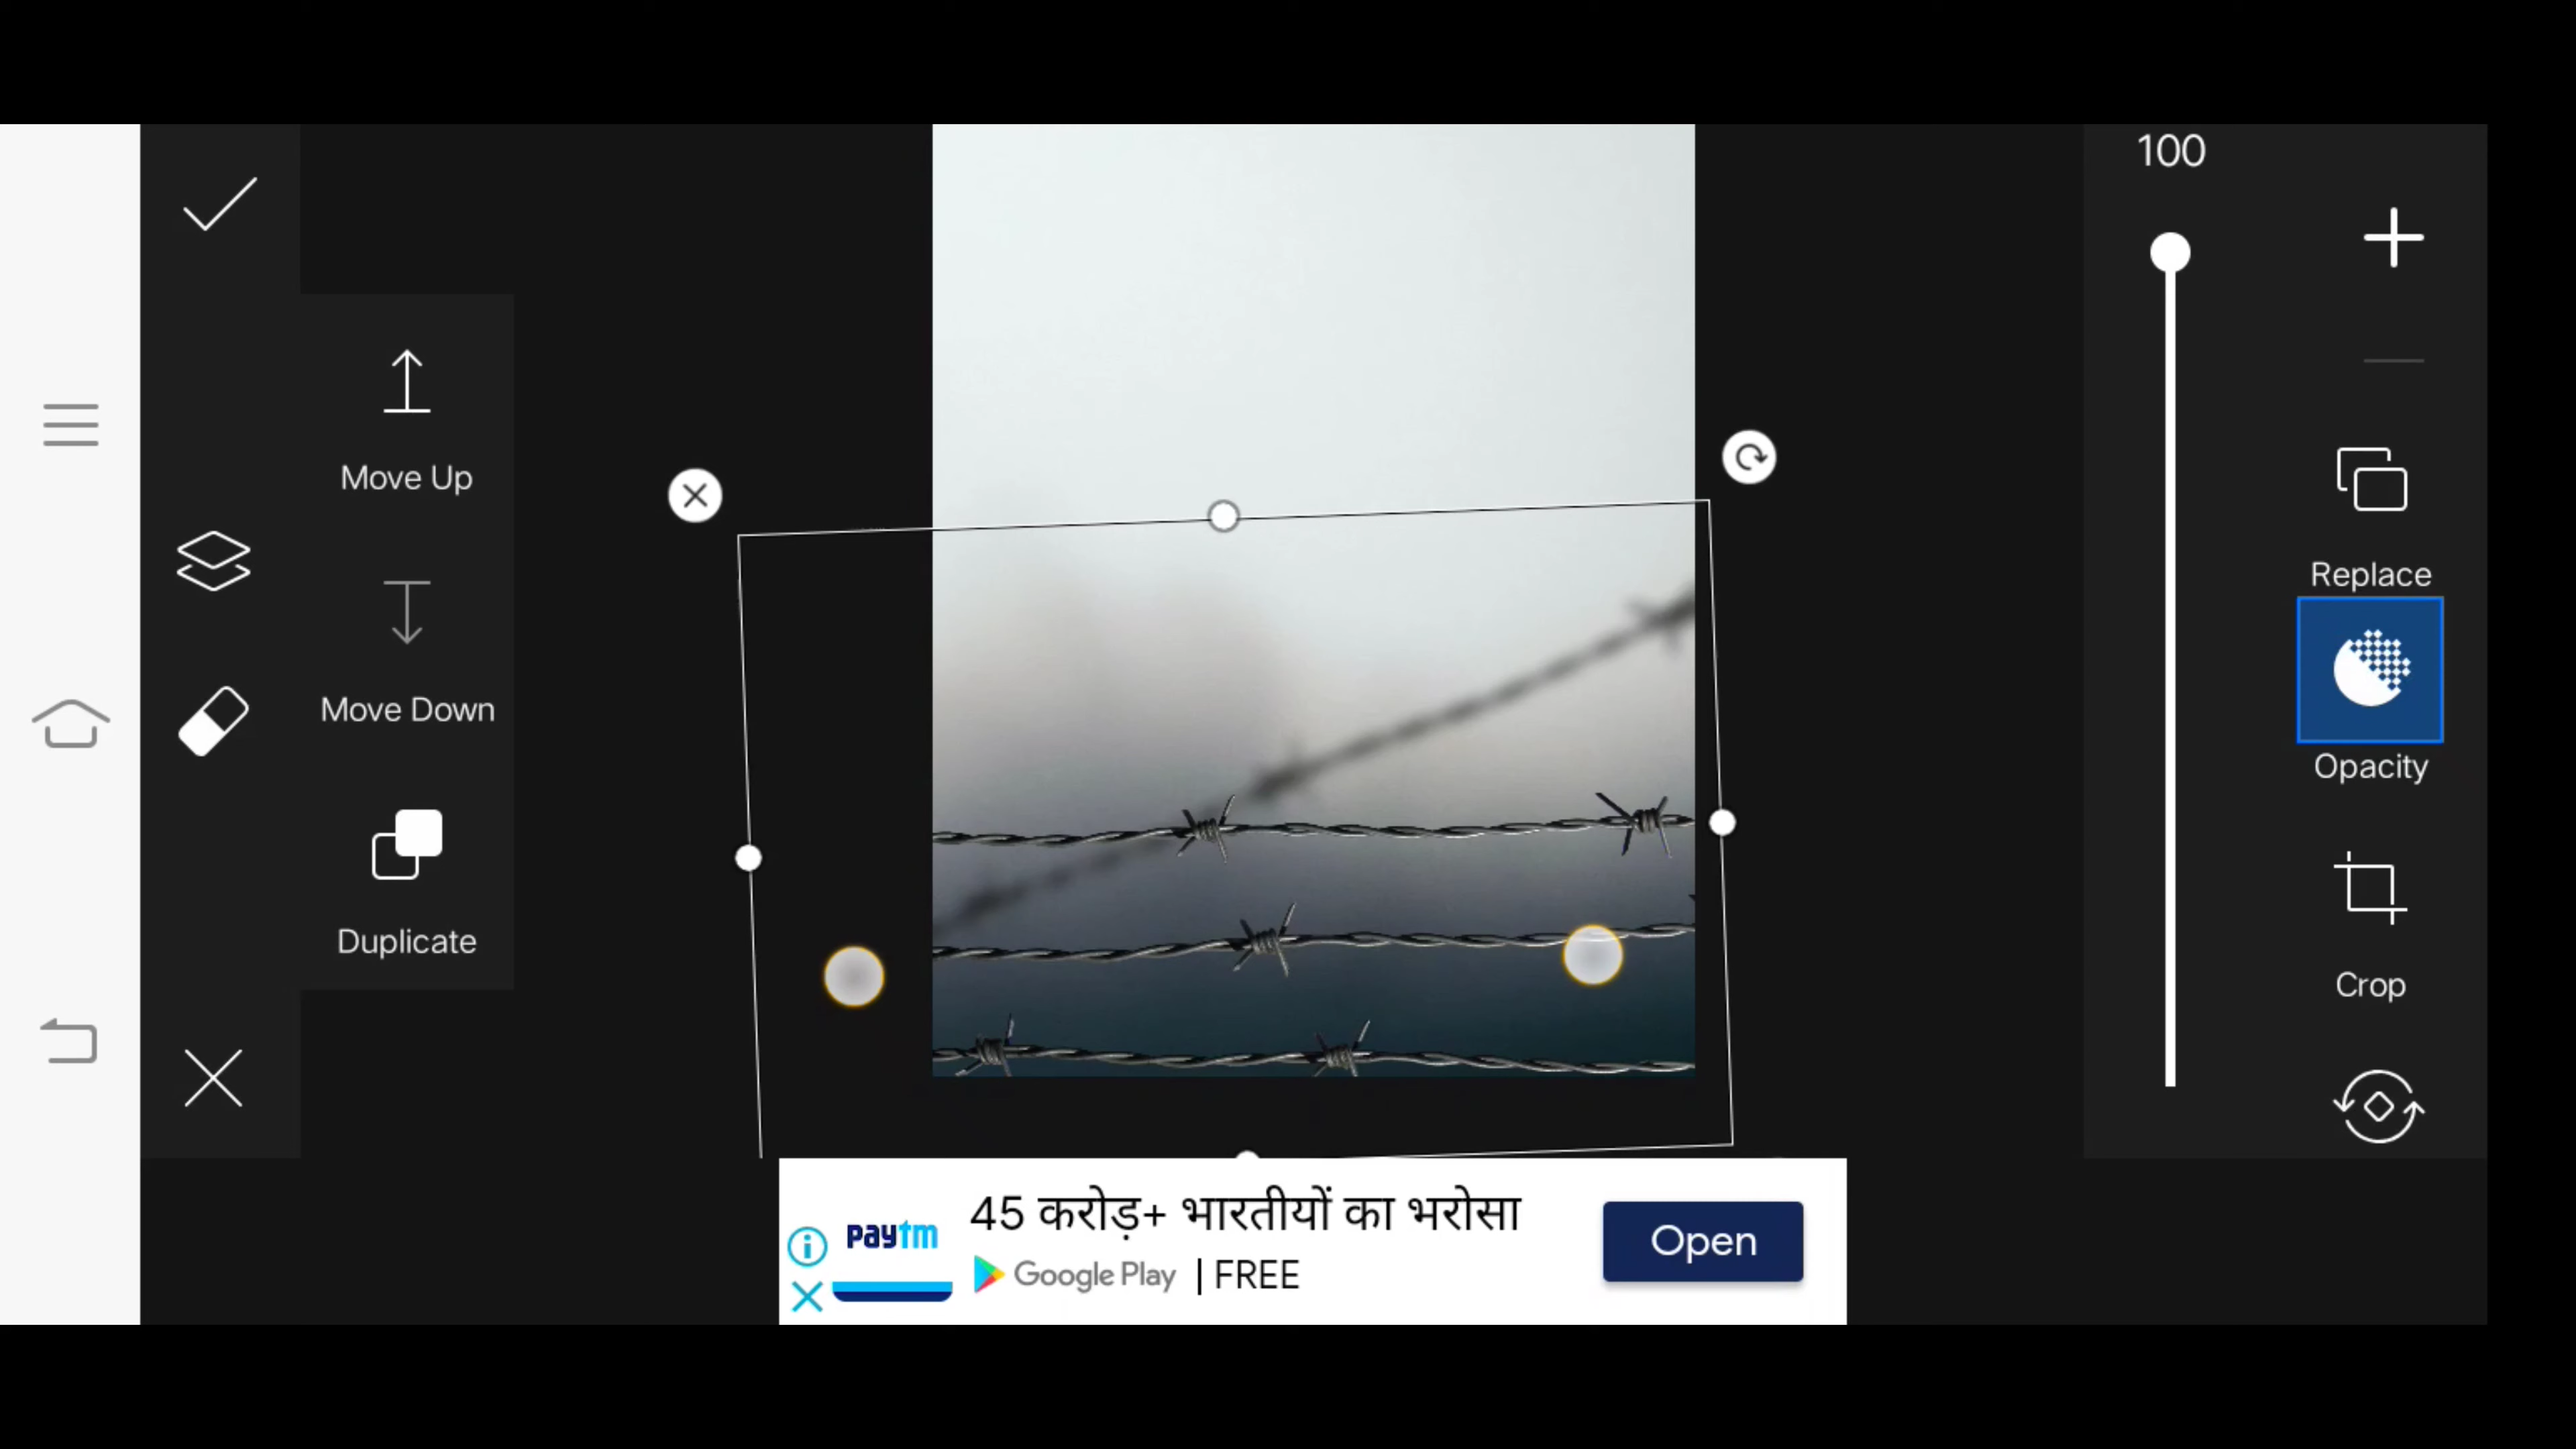 100
Move Up
Replace
Move Down
Opacity
Duplicate
Crop
paytm
45 करोड़+ भारतीयों का भरोसा
Google Play | FREE
Open